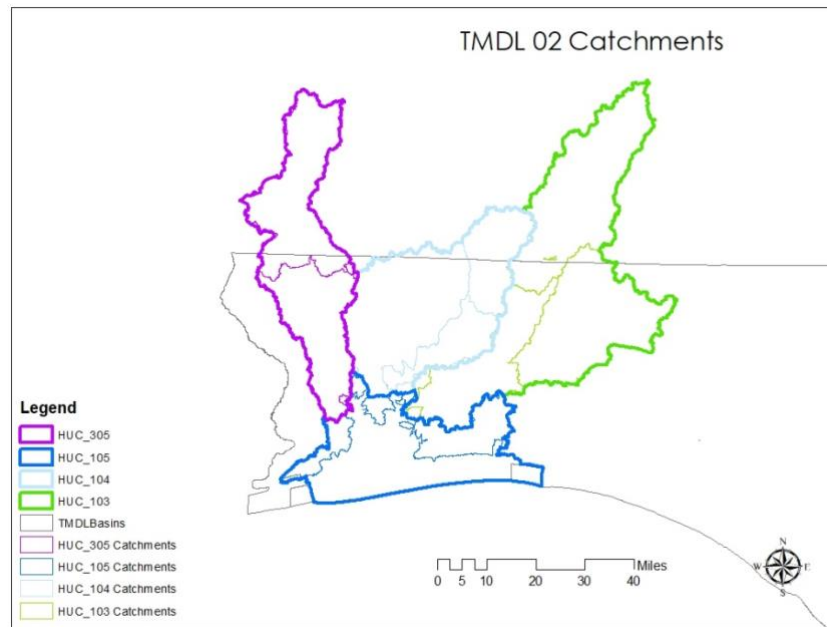 TMDL 02 Catchments
Legend
HUC_305
HUC_105
HUC_104
HUC_103
TMDLBasins
HUC_305 Catchments
HUC_105 Catchments
HUC_104 Catchments
HUC_103 Catchments
Miles
0 5 10 20 30 40
N
W E
S